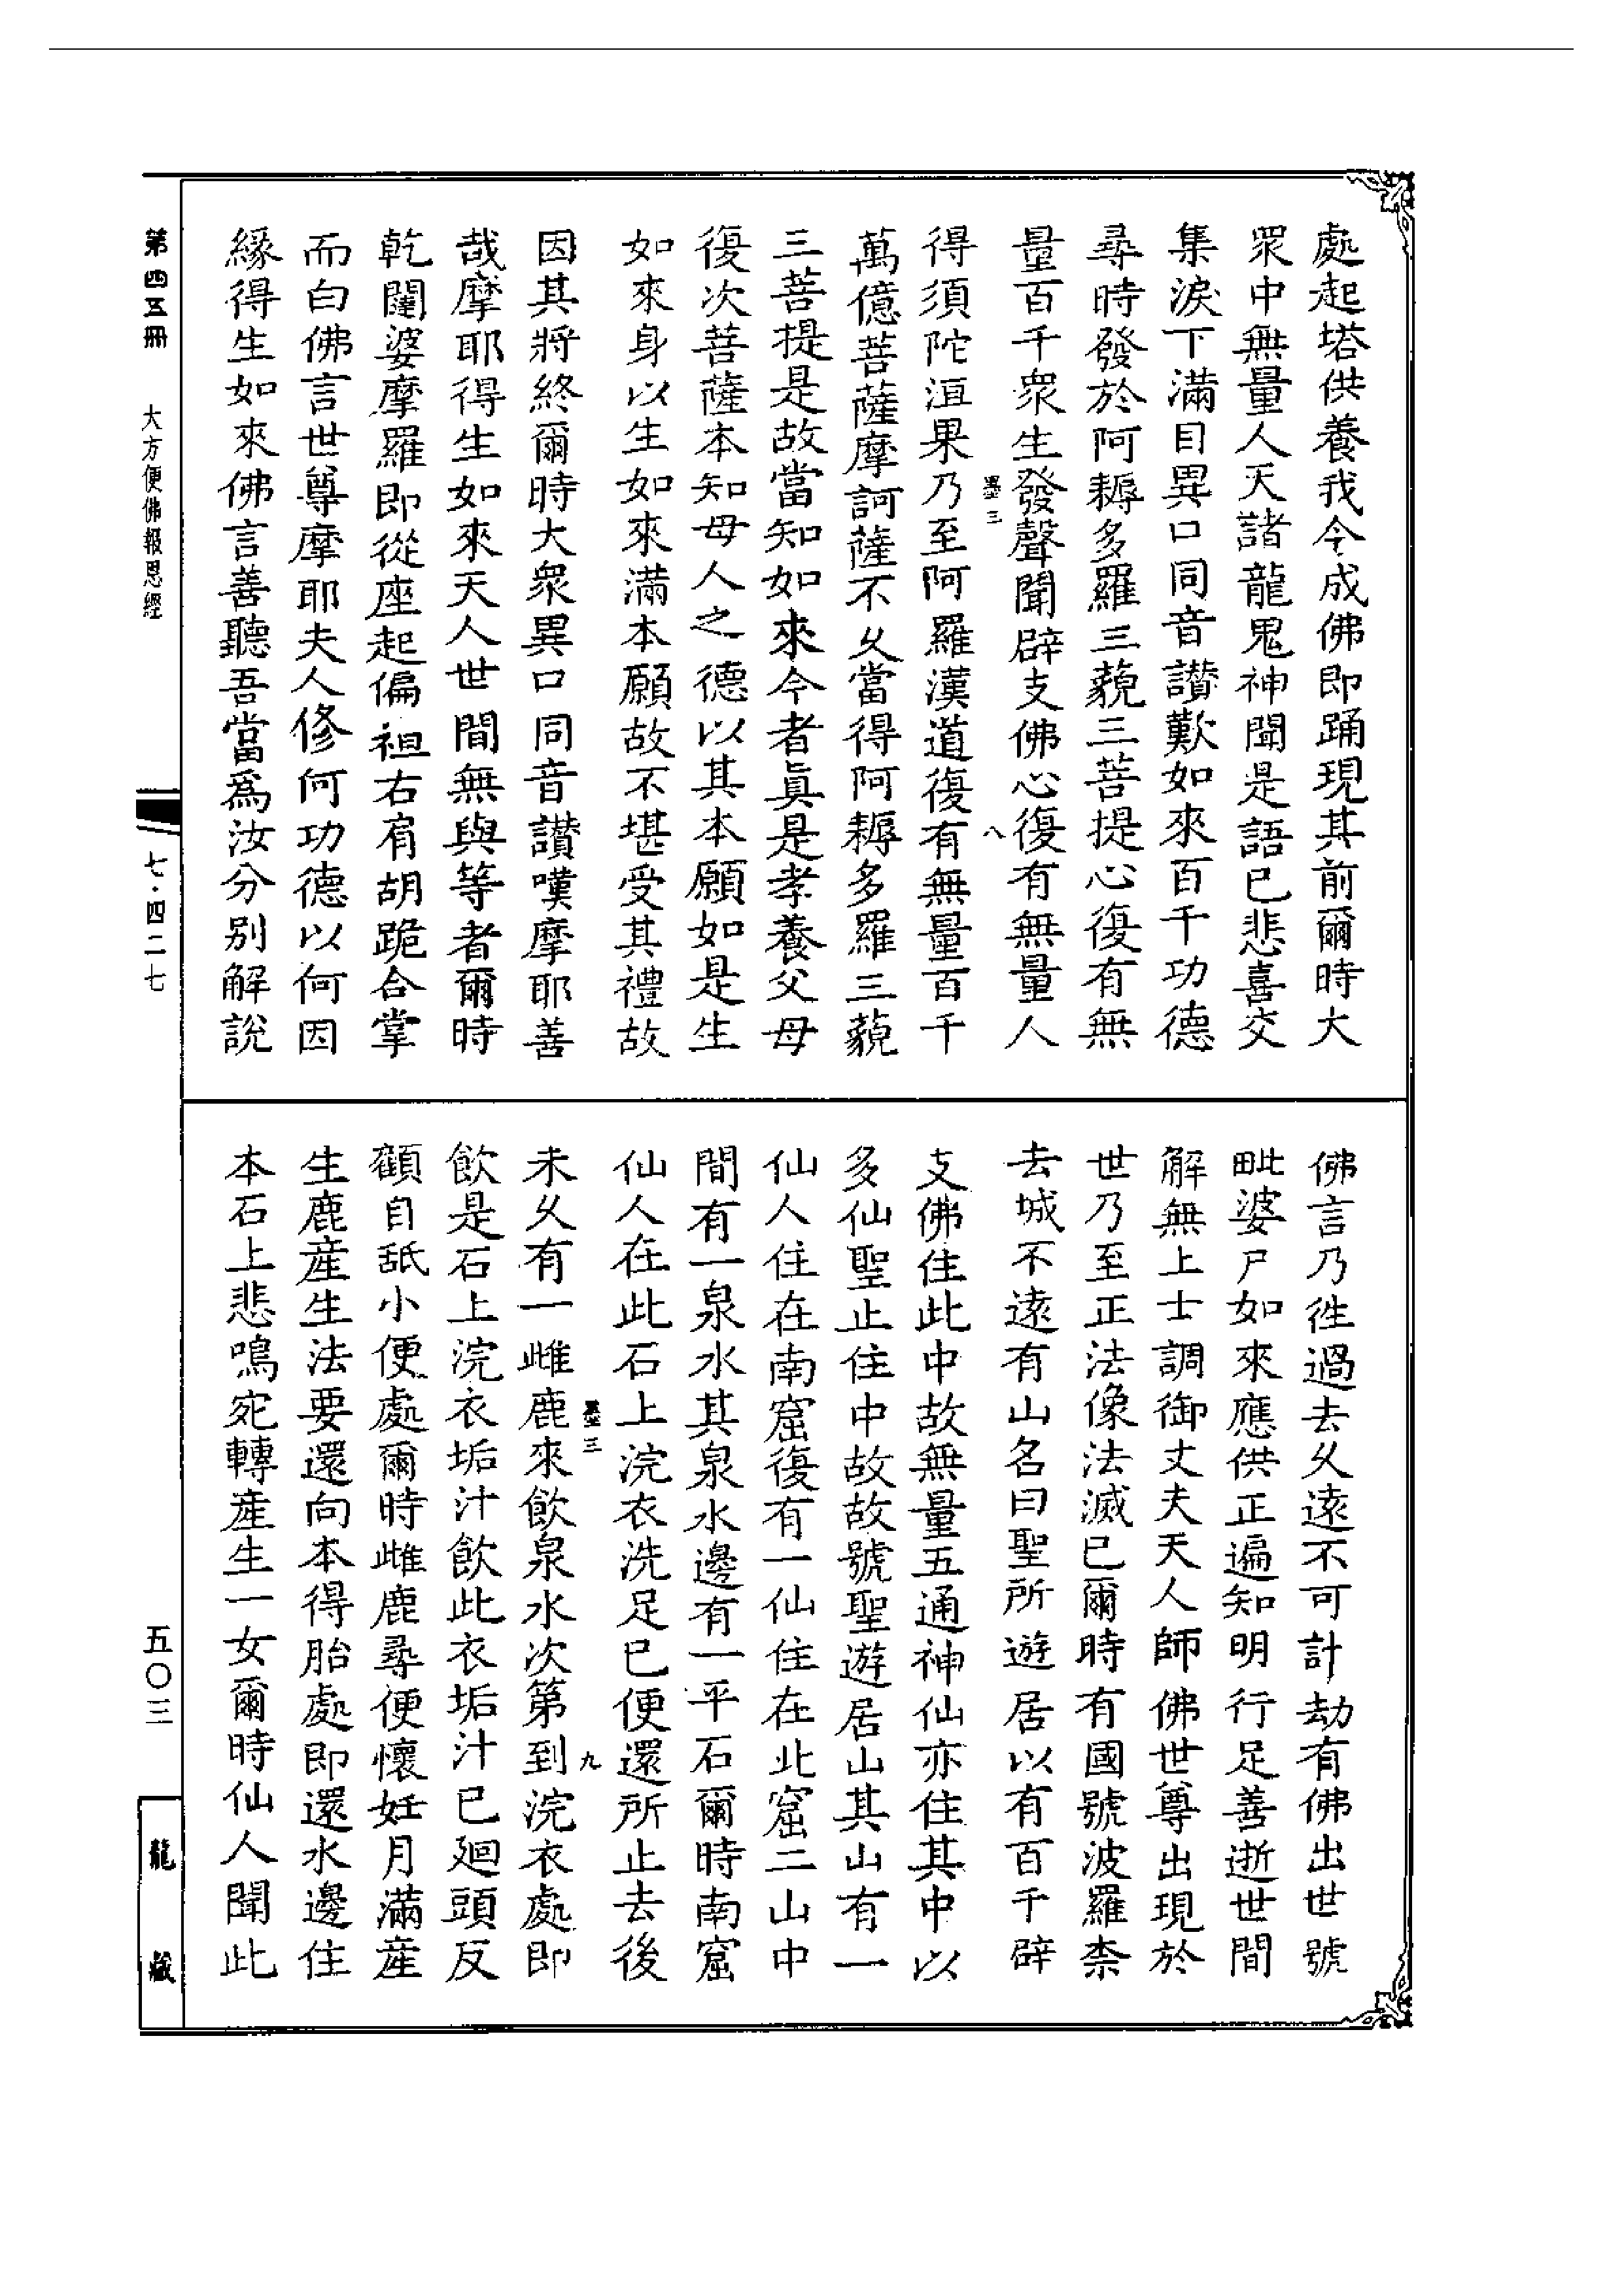 處起塔供養我今成佛即踊現其前爾時大
眾中無量人天諸龍鬼神聞是語已悲喜交
集淚下滿目異口同音讚歎如來百千功德
尋時發於阿耨多羅三藐三菩提心復有無
量百千眾生發聲聞辟支佛心復有無量人
墨三 八
得須陀洹果乃至阿羅漢道復有無量百千
萬億菩薩摩訶薩不久當得阿耨多羅三藐
三菩提是故當知如來今者眞是孝養父母
復次菩薩本知母人之德以其本願如是生
如來身以生如來滿本願故不堪受其禮故
因其將終爾時大眾異口同音讚嘆摩耶善
哉摩耶得生如來天人世間無與等者爾時
乾闥婆摩羅即從座起偏袒右肩胡跪合掌
而白佛言世尊摩耶夫人修何功德以何因
緣得生如來佛言善聽吾當爲汝分别解說
佛言乃徃過去久遠不可計劫有佛出世號
毗婆尸如來應供正遍知明行足善逝世間
解無上士調御丈夫天人師佛世尊出現於
世乃至正法像法滅已爾時有國號波羅柰
去城不遠有山名曰聖所遊居以有百千辟
支佛住此中故無量五通神仙亦住其中以
多仙聖止住中故故號聖遊居山其山有一
仙人住在南窟復有一仙住在北窟二山中
間有一泉水其泉水邊有一平石爾時南窟
仙人在此石上浣衣洗足已便還所止去後
墨三 九
未久有一雌鹿來飲泉水次第到浣衣處即
飲是石上浣衣垢汁飲此衣垢汁已廻頭反
顧自舐小便處爾時雌鹿尋便懷妊月滿産
生鹿産生法要還向本得胎處即還水邊住
本石上悲鳴宛轉産生一女爾時仙人聞此
第四五冊 大方便佛報恩經 七·四二七 五〇三 龍藏